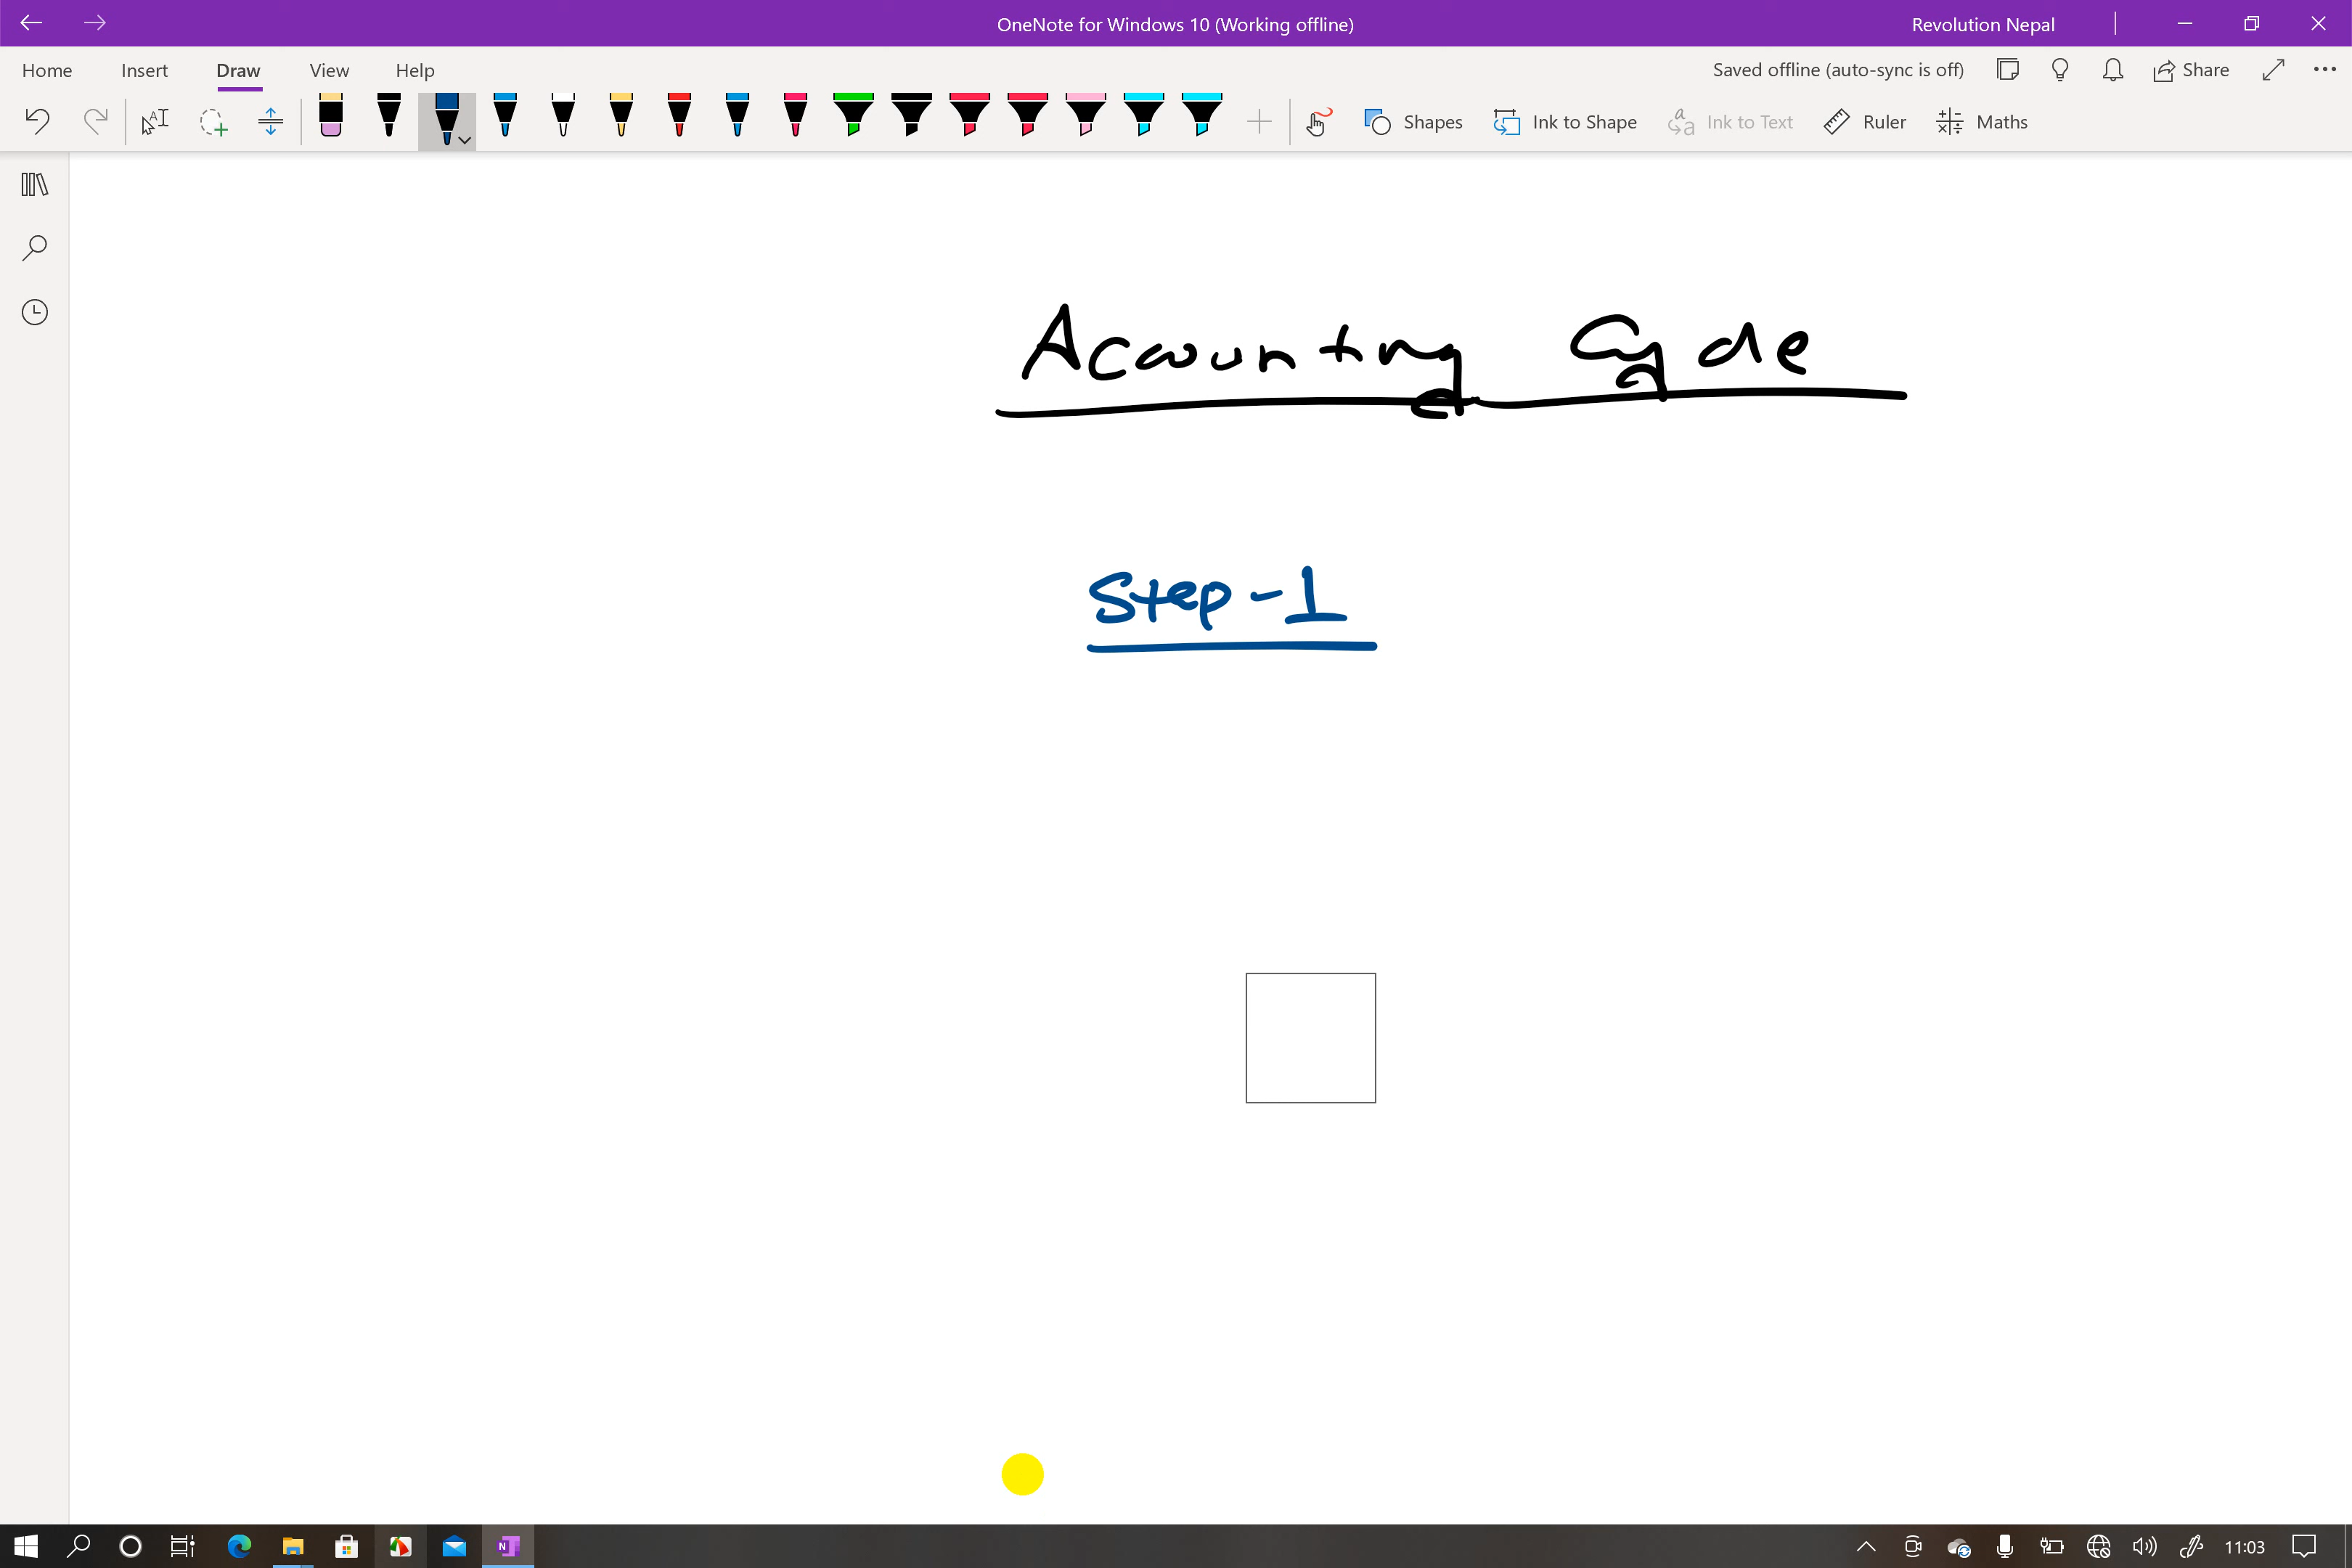 OneNote for Windows 10 (Working offline) Revolution Nepal
Home Insert Draw View Help Saved offline (auto-sync is off) Share
Shapes Ink to Shape Ink to Text Ruler Maths
Accounting Cycle
Step-1
11:03